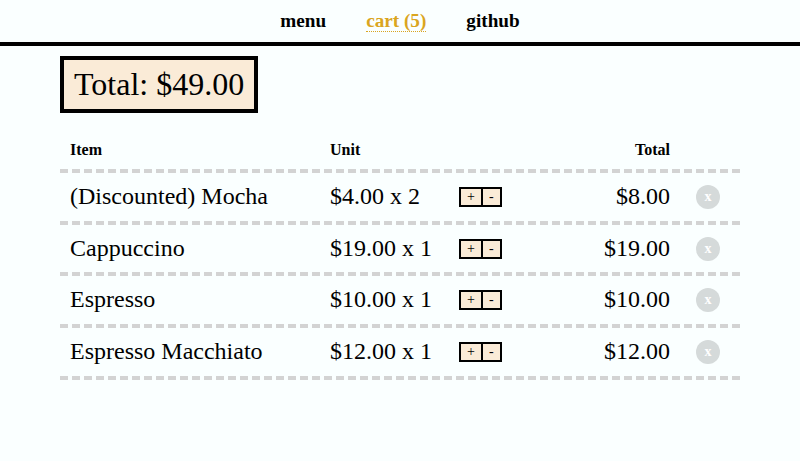 menu cart (5) github
Total: $49.00
Item Unit Total
(Discounted) Mocha $4.00 x 2 + - $8.00 x
Cappuccino $19.00 x 1 + - $19.00 x
Espresso $10.00 x 1 + - $10.00 x
Espresso Macchiato $12.00 x 1 + - $12.00 x